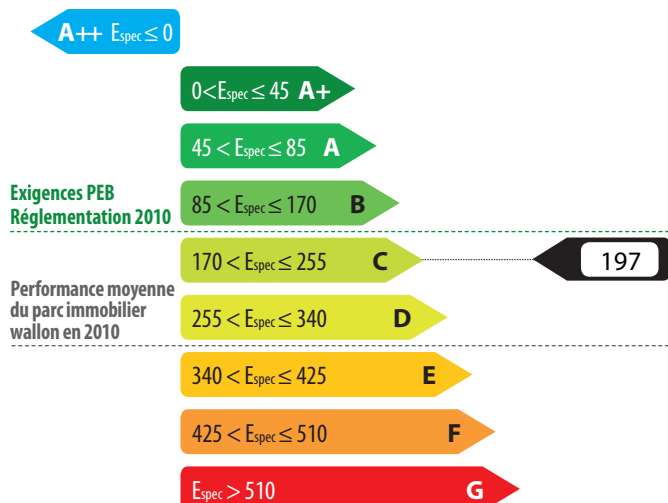 A++ Espec ≤ 0
0<Espec ≤ 45 A+
45 < Espec ≤ 85 A
Exigences PEB
Réglementation 2010
85 < Espec ≤ 170 B
170 < Espec ≤ 255 C
197
Performance moyenne
du parc immobilier
wallon en 2010
255 < Espec ≤ 340 D
340 < Espec ≤ 425 E
425 < Espec ≤ 510 F
Espec > 510 G